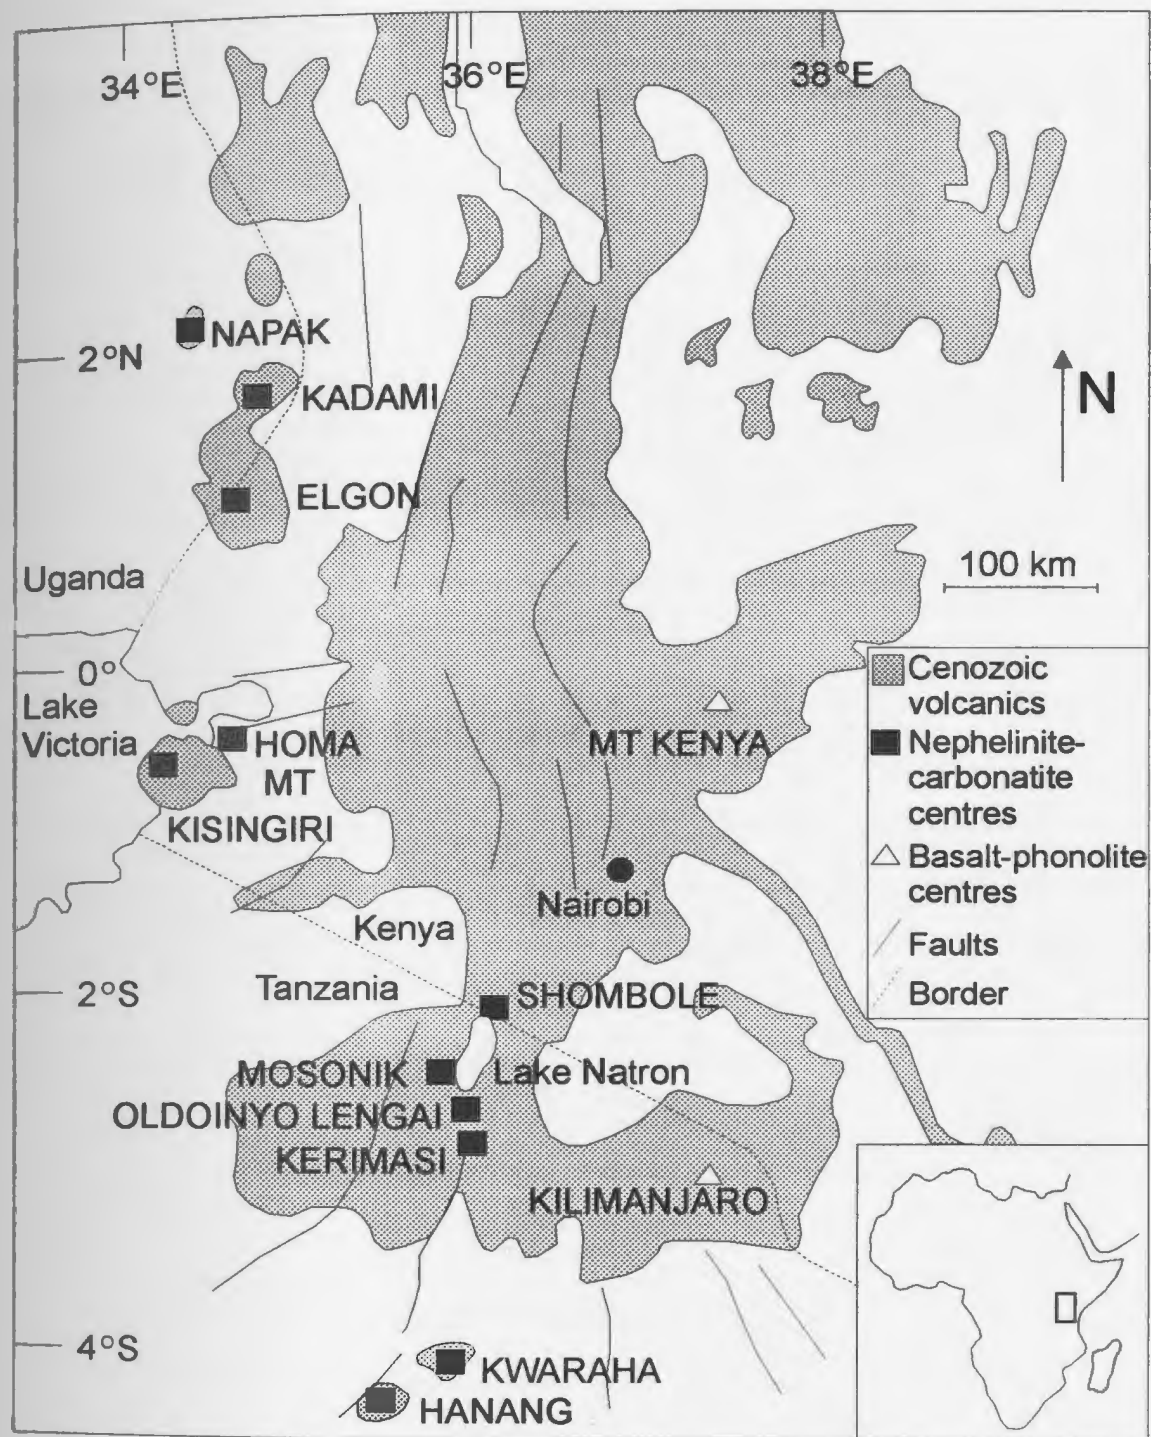 34°E
36°E
38°E
NAPAK
2°N
KADAMI
N
ELGON
Uganda
100 km
0°
Lake
Victoria
HOMA
MT
KISINGIRI
MT KENYA
Cenozoic
volcanics
Nephelinite-
carbonatite
centres
Basalt-phonolite
centres
Faults
Border
Nairobi
Kenya
Tanzania
2°S
SHOMBOLE
MOSONIK
Lake Natron
OLDOINYO LENGAI
KERIMASI
KILIMANJARO
4°S
KWARAHA
HANANG